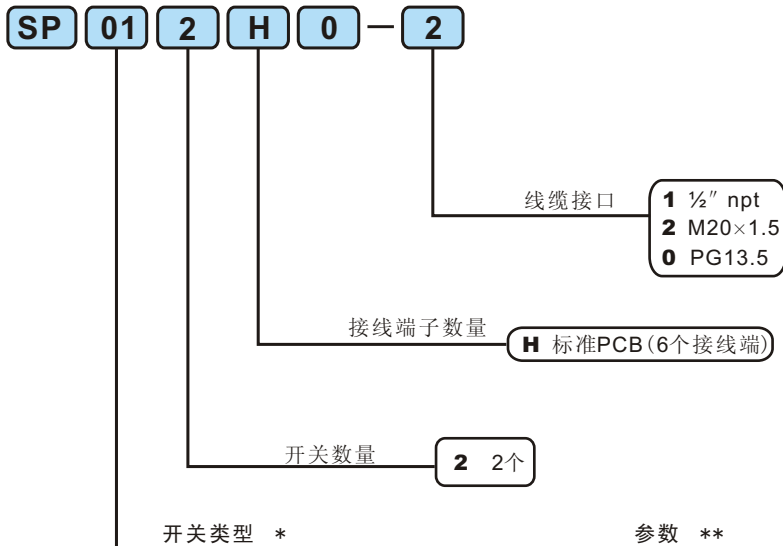 SP 01 2 H 0 — 2
线缆接口
1 ½″ npt
2 M20×1.5
0 PG13.5
接线端子数量
H 标准PCB(6个接线端)
开关数量
2 2个
开关类型 * 参数 **